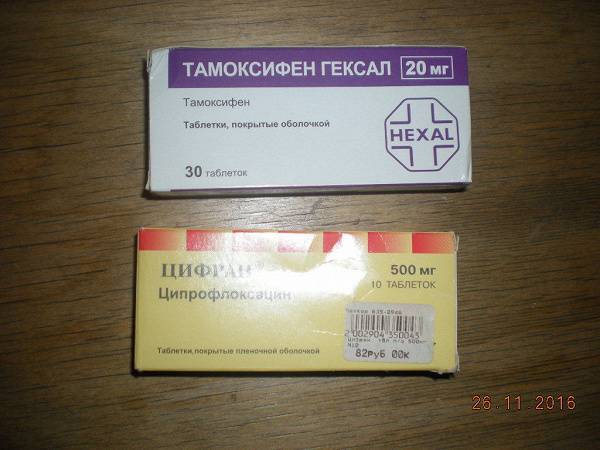 ТАМОКСИФЕН ГЕКСАЛ 20 мг
Тамоксифен
Таблетки, покрытые оболочкой
HEXAL
30 таблеток
ЦИФРАН®
500 мг
10 ТАБЛЕТОК
Ципрофлоксацин
2002904350043
82руб 00к
Таблетки, покрытые пленочной оболочкой
26.11.2016